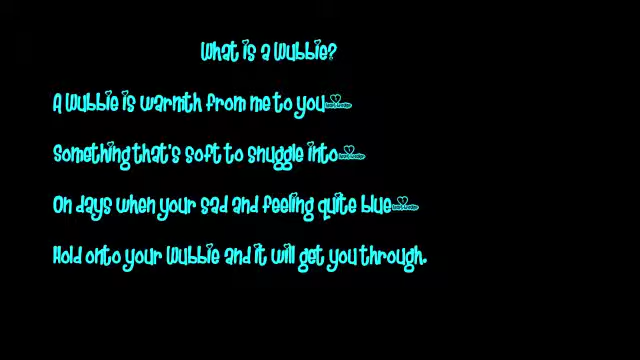 What is a Wubbie?
A Wubbie is warmth from me to you
Something that's soft to snuggle into
On days when your sad and feeling quite blue
Hold onto your Wubbie and it will get you through.